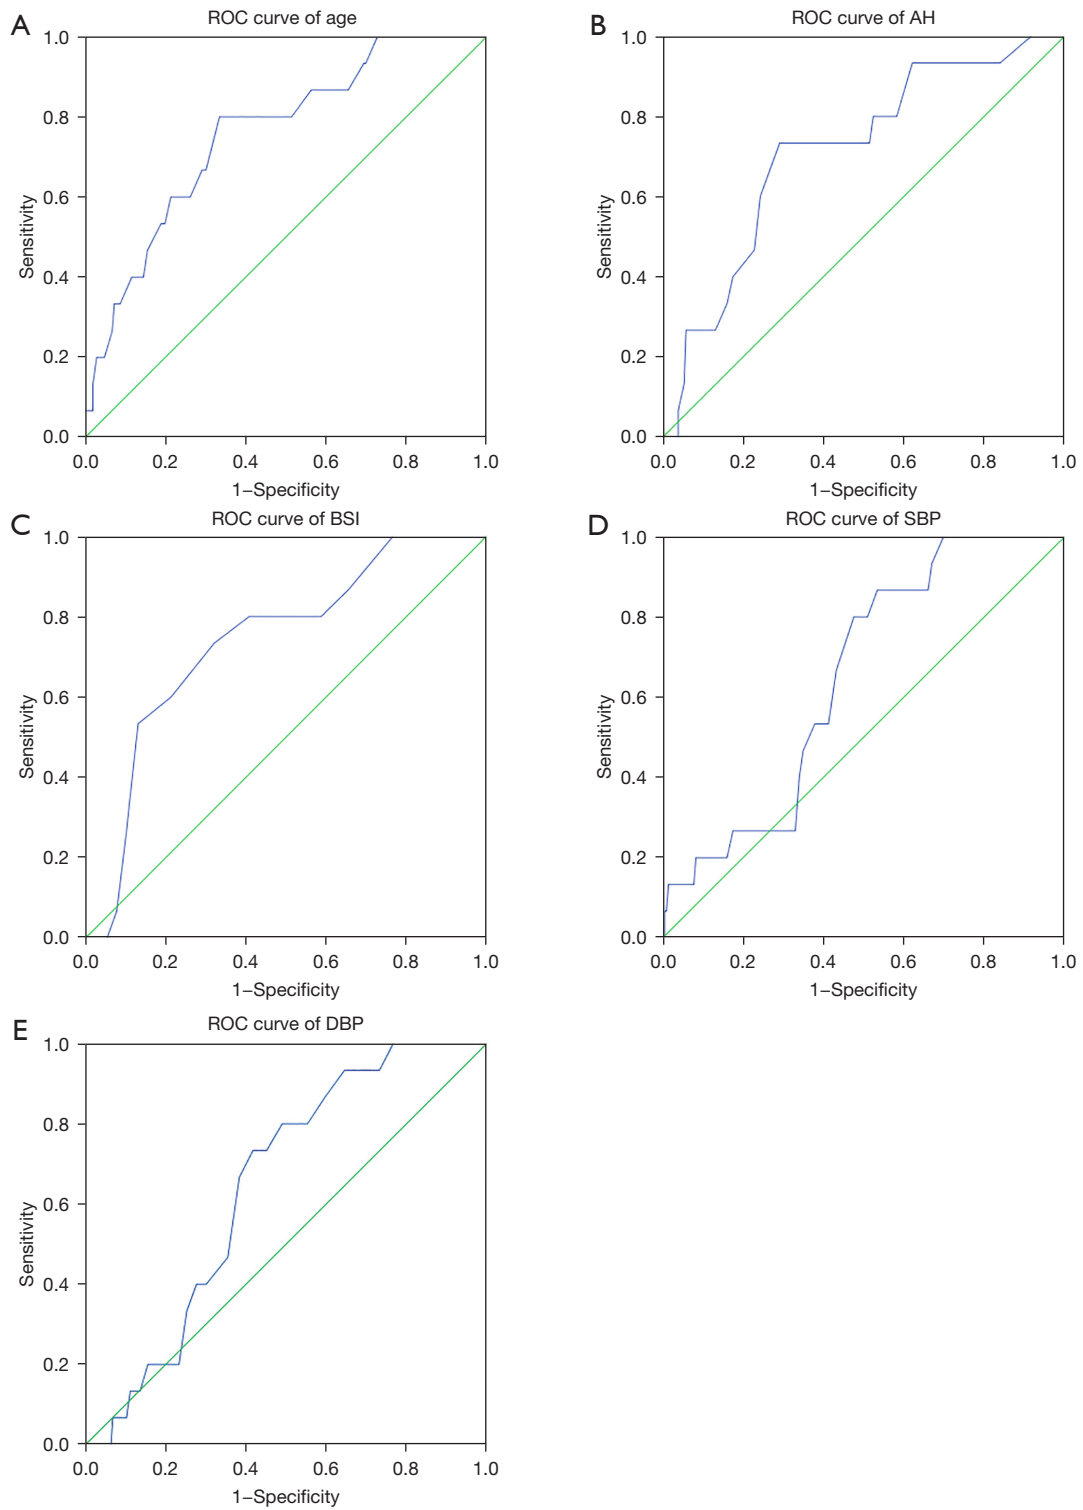 A
ROC curve of age
1.0
0.8
0.6
0.4
0.2
0.0
Sensitivity
0.0 0.2 0.4 0.6 0.8 1.0
1–Specificity
B
ROC curve of AH
1.0
0.8
0.6
0.4
0.2
0.0
Sensitivity
0.0 0.2 0.4 0.6 0.8 1.0
1–Specificity
C
ROC curve of BSI
1.0
0.8
0.6
0.4
0.2
0.0
Sensitivity
0.0 0.2 0.4 0.6 0.8 1.0
1–Specificity
D
ROC curve of SBP
1.0
0.8
0.6
0.4
0.2
0.0
Sensitivity
0.0 0.2 0.4 0.6 0.8 1.0
1–Specificity
E
ROC curve of DBP
1.0
0.8
0.6
0.4
0.2
0.0
Sensitivity
0.0 0.2 0.4 0.6 0.8 1.0
1–Specificity